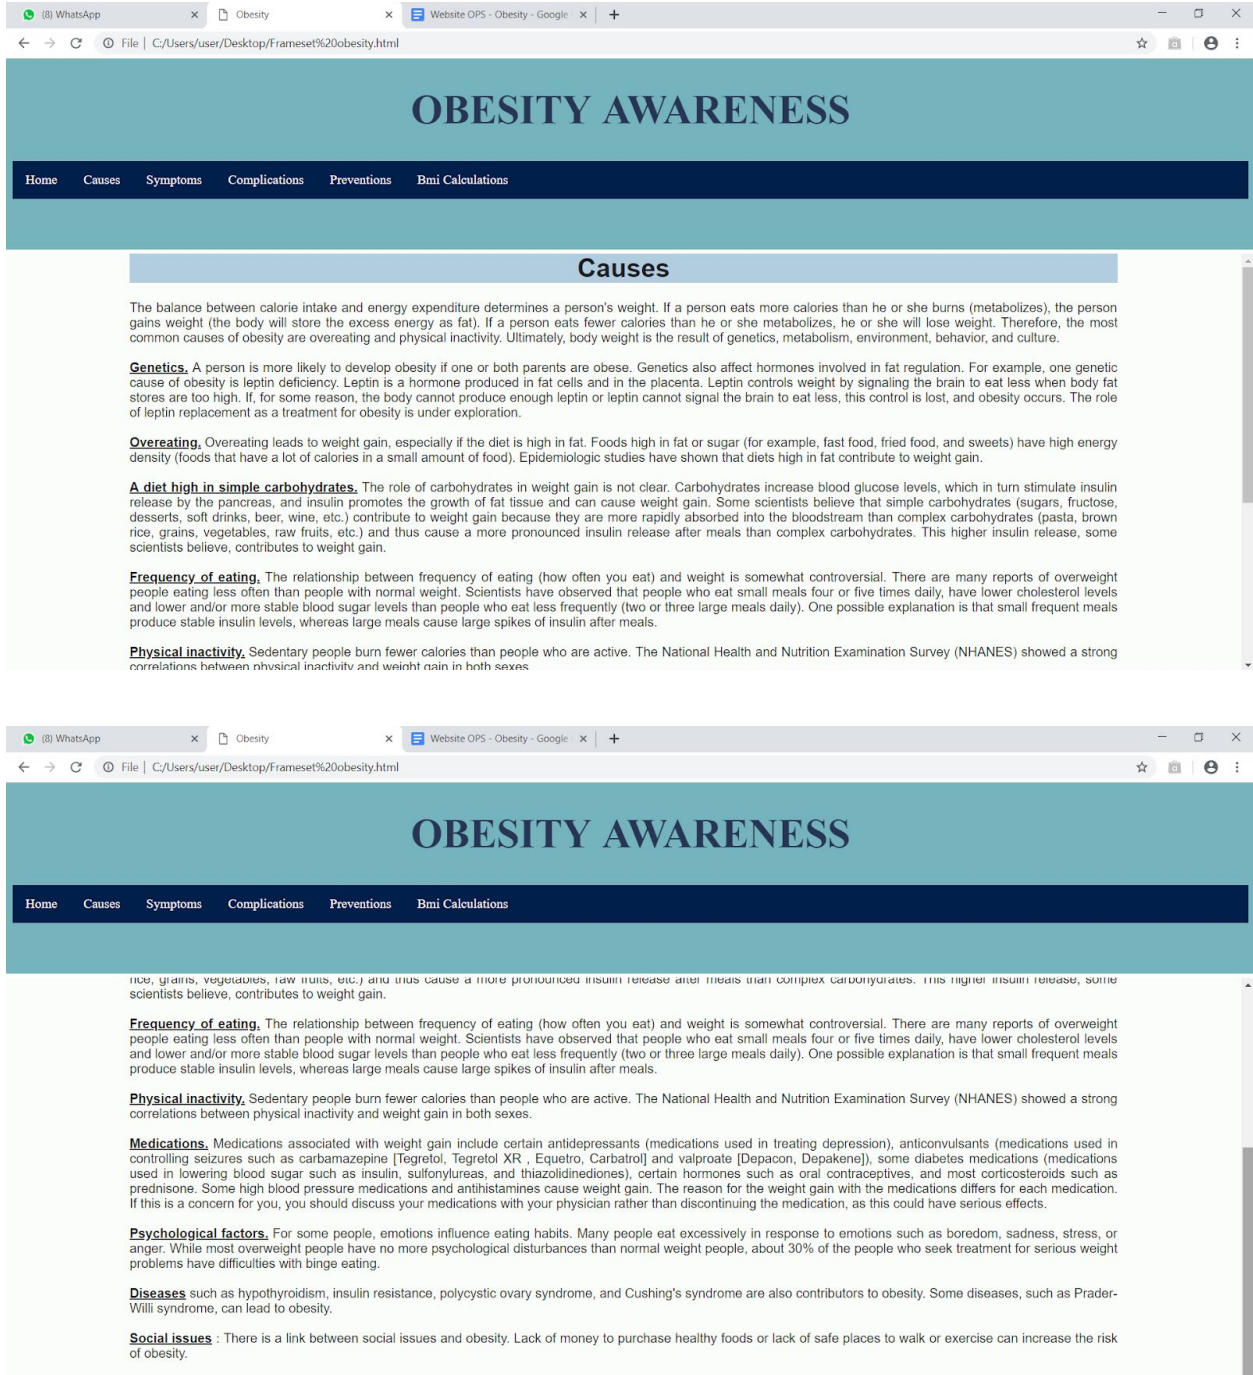 (8) WhatsApp
Obesity
Website OPS - Obesity - Google
File | C:/Users/user/Desktop/Frameset%20obesity.html
OBESITY AWARENESS
Home Causes Symptoms Complications Preventions Bmi Calculations
Causes
The balance between calorie intake and energy expenditure determines a person's weight. If a person eats more calories than he or she burns (metabolizes), the person
gains weight (the body will store the excess energy as fat). If a person eats fewer calories than he or she metabolizes, he or she will lose weight. Therefore, the most
common causes of obesity are overeating and physical inactivity. Ultimately, body weight is the result of genetics, metabolism, environment, behavior, and culture.
Genetics. A person is more likely to develop obesity if one or both parents are obese. Genetics also affect hormones involved in fat regulation. For example, one genetic
cause of obesity is leptin deficiency. Leptin is a hormone produced in fat cells and in the placenta. Leptin controls weight by signaling the brain to eat less when body fat
stores are too high. If, for some reason, the body cannot produce enough leptin or leptin cannot signal the brain to eat less, this control is lost, and obesity occurs. The role
of leptin replacement as a treatment for obesity is under exploration.
Overeating. Overeating leads to weight gain, especially if the diet is high in fat. Foods high in fat or sugar (for example, fast food, fried food, and sweets) have high energy
density (foods that have a lot of calories in a small amount of food). Epidemiologic studies have shown that diets high in fat contribute to weight gain.
A diet high in simple carbohydrates. The role of carbohydrates in weight gain is not clear. Carbohydrates increase blood glucose levels, which in turn stimulate insulin
release by the pancreas, and insulin promotes the growth of fat tissue and can cause weight gain. Some scientists believe that simple carbohydrates (sugars, fructose,
desserts, soft drinks, beer, wine, etc.) contribute to weight gain because they are more rapidly absorbed into the bloodstream than complex carbohydrates (pasta, brown
rice, grains, vegetables, raw fruits, etc.) and thus cause a more pronounced insulin release after meals than complex carbohydrates. This higher insulin release, some
scientists believe, contributes to weight gain.
Frequency of eating. The relationship between frequency of eating (how often you eat) and weight is somewhat controversial. There are many reports of overweight
people eating less often than people with normal weight. Scientists have observed that people who eat small meals four or five times daily, have lower cholesterol levels
and lower and/or more stable blood sugar levels than people who eat less frequently (two or three large meals daily). One possible explanation is that small frequent meals
produce stable insulin levels, whereas large meals cause large spikes of insulin after meals.
Physical inactivity. Sedentary people burn fewer calories than people who are active. The National Health and Nutrition Examination Survey (NHANES) showed a strong
correlations between physical inactivity and weight gain in both sexes.
(8) WhatsApp
Obesity
Website OPS - Obesity - Google
File | C:/Users/user/Desktop/Frameset%20obesity.html
OBESITY AWARENESS
Home Causes Symptoms Complications Preventions Bmi Calculations
rice, grains, vegetables, raw fruits, etc.) and thus cause a more pronounced insulin release after meals than complex carbohydrates. This higher insulin release, some
scientists believe, contributes to weight gain.
Frequency of eating. The relationship between frequency of eating (how often you eat) and weight is somewhat controversial. There are many reports of overweight
people eating less often than people with normal weight. Scientists have observed that people who eat small meals four or five times daily, have lower cholesterol levels
and lower and/or more stable blood sugar levels than people who eat less frequently (two or three large meals daily). One possible explanation is that small frequent meals
produce stable insulin levels, whereas large meals cause large spikes of insulin after meals.
Physical inactivity. Sedentary people burn fewer calories than people who are active. The National Health and Nutrition Examination Survey (NHANES) showed a strong
correlations between physical inactivity and weight gain in both sexes.
Medications. Medications associated with weight gain include certain antidepressants (medications used in treating depression), anticonvulsants (medications used in
controlling seizures such as carbamazepine [Tegretol, Tegretol XR , Equetro, Carbatrol] and valproate [Depacon, Depakene]), some diabetes medications (medications
used in lowering blood sugar such as insulin, sulfonylureas, and thiazolidinediones), certain hormones such as oral contraceptives, and most corticosteroids such as
prednisone. Some high blood pressure medications and antihistamines cause weight gain. The reason for the weight gain with the medications differs for each medication.
If this is a concern for you, you should discuss your medications with your physician rather than discontinuing the medication, as this could have serious effects.
Psychological factors. For some people, emotions influence eating habits. Many people eat excessively in response to emotions such as boredom, sadness, stress, or
anger. While most overweight people have no more psychological disturbances than normal weight people, about 30% of the people who seek treatment for serious weight
problems have difficulties with binge eating.
Diseases such as hypothyroidism, insulin resistance, polycystic ovary syndrome, and Cushing's syndrome are also contributors to obesity. Some diseases, such as Prader-
Willi syndrome, can lead to obesity.
Social issues : There is a link between social issues and obesity. Lack of money to purchase healthy foods or lack of safe places to walk or exercise can increase the risk
of obesity.